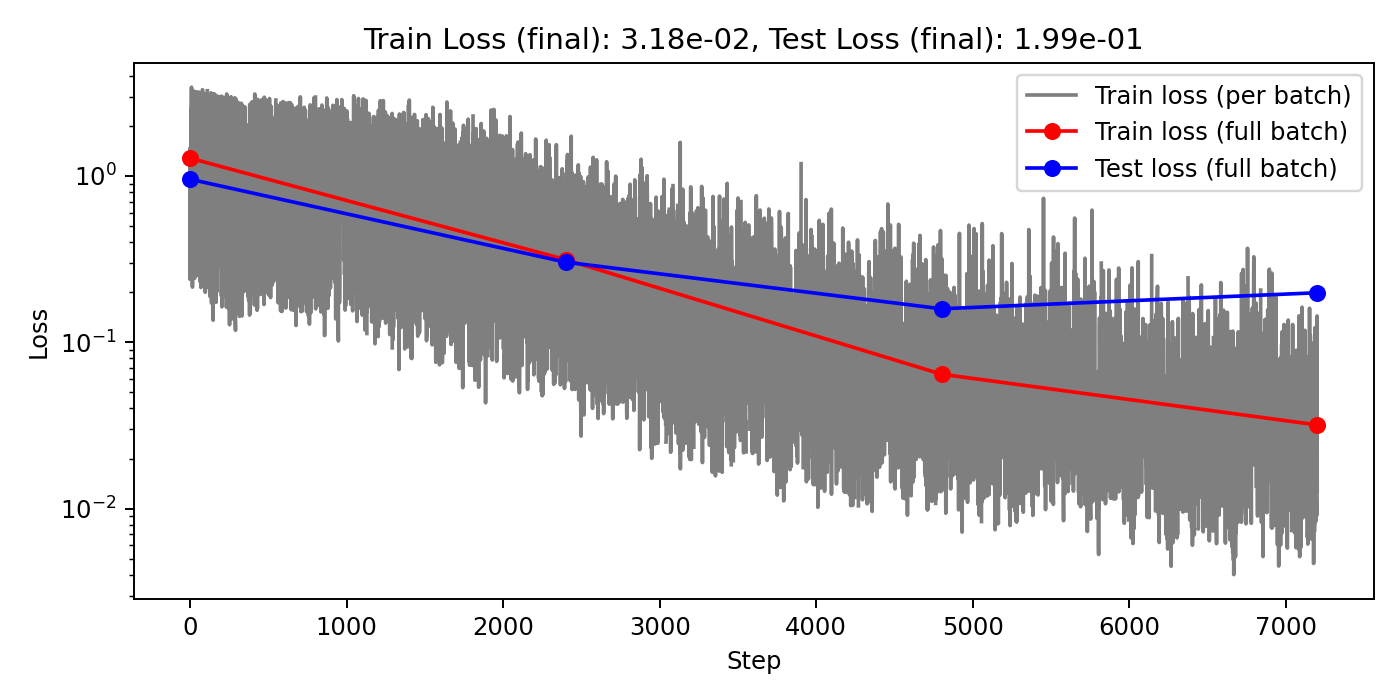 Train Loss (final): 3.18e-02, Test Loss (final): 1.99e-01
Train loss (per batch)
Train loss (full batch)
Test loss (full batch)
Loss
10⁰
10⁻¹
10⁻²
0 1000 2000 3000 4000 5000 6000 7000
Step